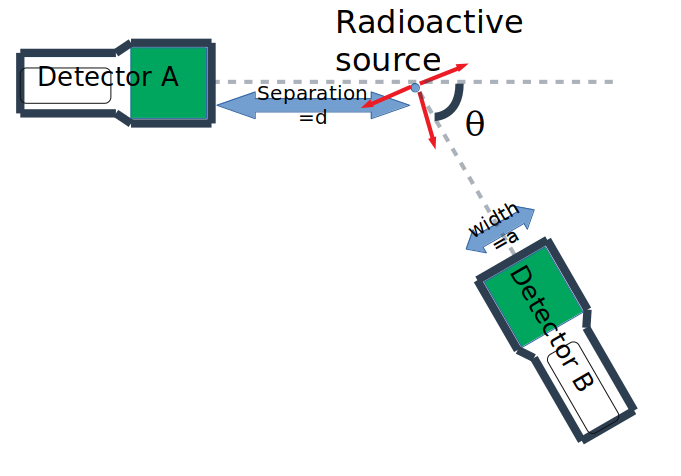 Radioactive
source
Detector A
Separation
=d
θ
width
=a
Detector B